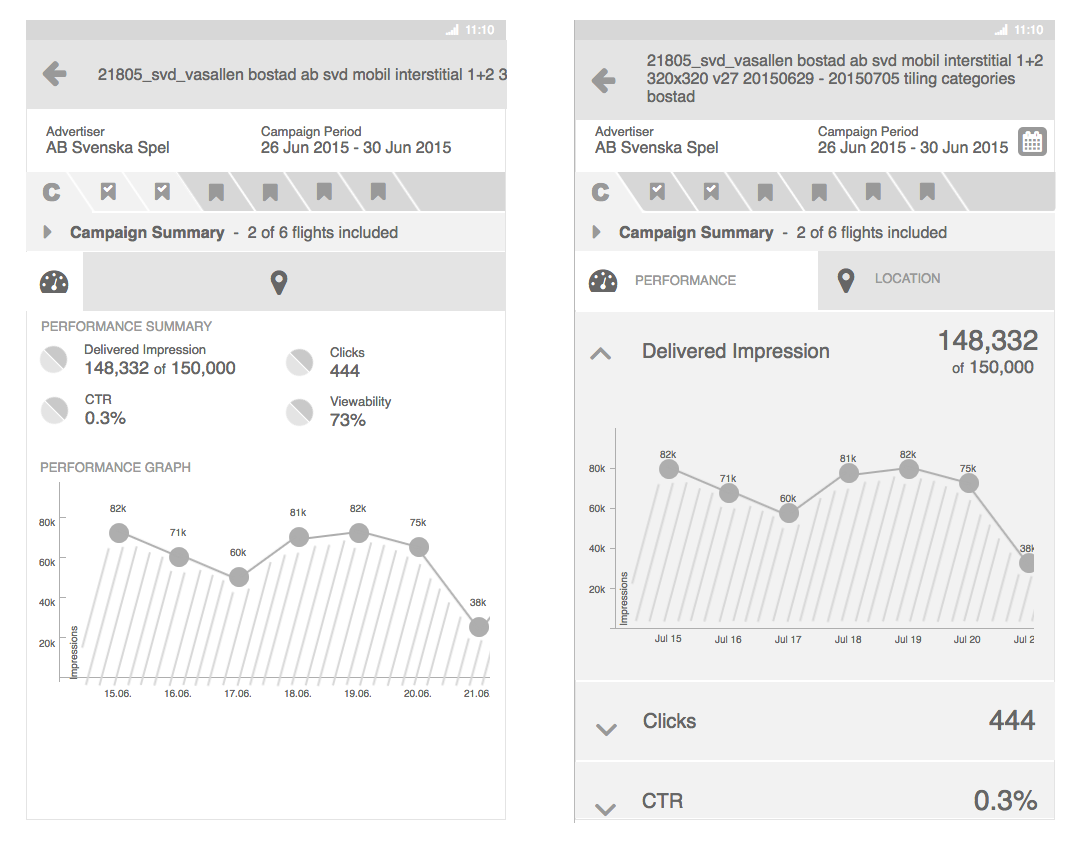 11:10
21805_svd_vasallen bostad ab svd mobil interstitial 1+2 3
Advertiser
AB Svenska Spel
Campaign Period
26 Jun 2015 - 30 Jun 2015
C
Campaign Summary - 2 of 6 flights included
PERFORMANCE SUMMARY
Delivered Impression
148,332 of 150,000
Clicks
444
CTR
0.3%
Viewability
73%
PERFORMANCE GRAPH
82k
71k
60k
81k
82k
75k
38k
80k
60k
40k
20k
Impressions
15.06.
16.06.
17.06.
18.06.
19.06.
20.06.
21.06
11:10
21805_svd_vasallen bostad ab svd mobil interstitial 1+2
320x320 v27 20150629 - 20150705 tiling categories
bostad
Advertiser
AB Svenska Spel
Campaign Period
26 Jun 2015 - 30 Jun 2015
C
Campaign Summary - 2 of 6 flights included
PERFORMANCE
LOCATION
Delivered Impression
148,332
of 150,000
82k
71k
60k
81k
82k
75k
38k
80k
60k
40k
20k
Impressions
Jul 15
Jul 16
Jul 17
Jul 18
Jul 19
Jul 20
Jul 2
Clicks
444
CTR
0.3%